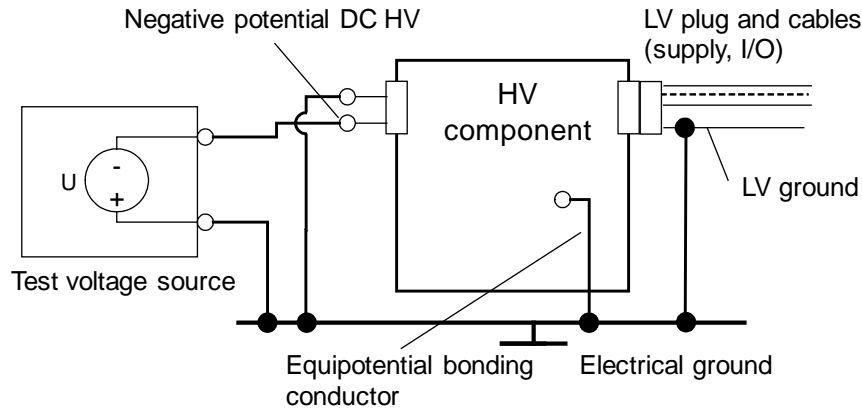 Negative potential DC HV
LV plug and cables
(supply, I/O)
HV
component
-
U
+
LV ground
Test voltage source
Equipotential bonding
conductor
Electrical ground